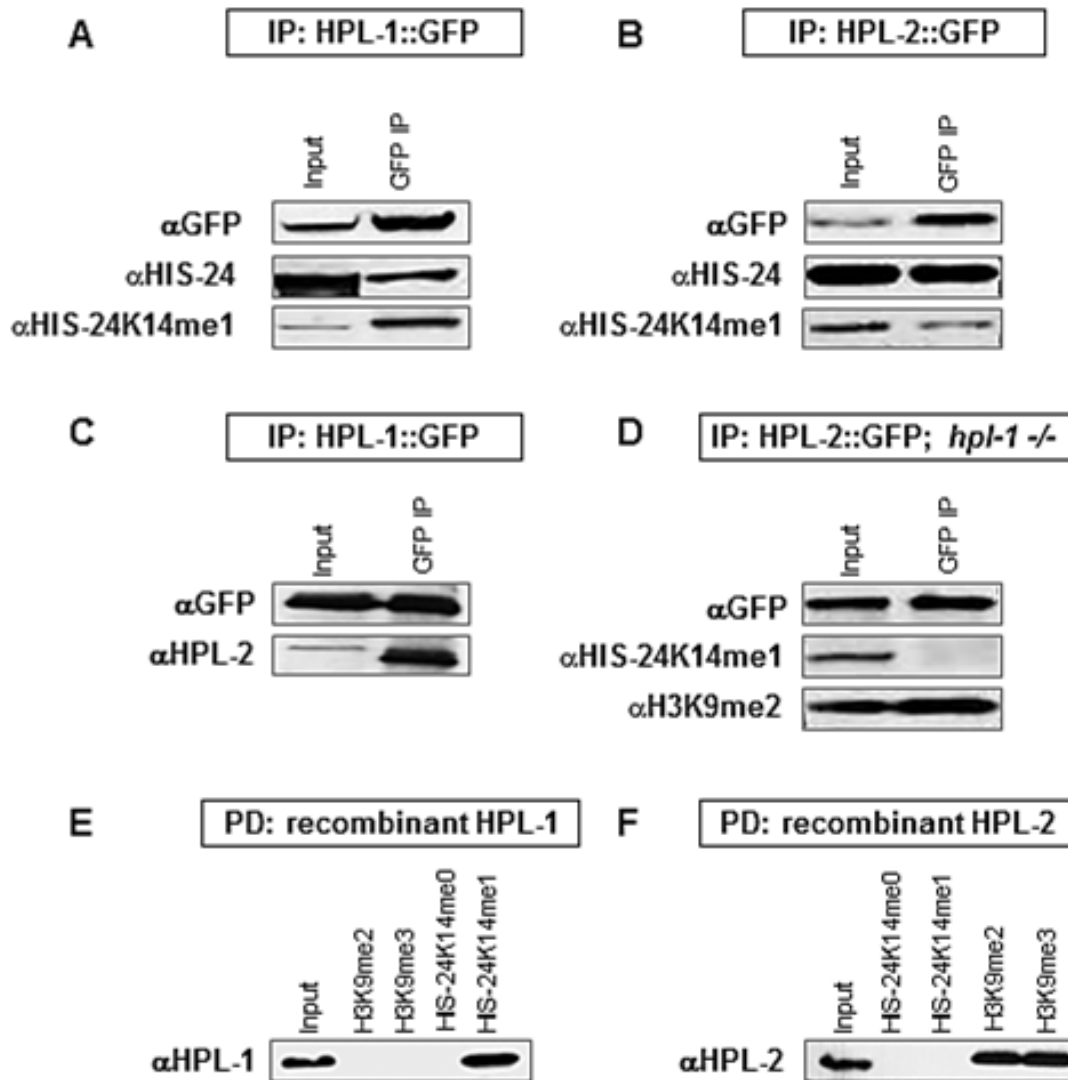 A IP: HPL-1::GFP
Input GFP IP
αGFP
αHIS-24
αHIS-24K14me1
B IP: HPL-2::GFP
Input GFP IP
αGFP
αHIS-24
αHIS-24K14me1
C IP: HPL-1::GFP
Input GFP IP
αGFP
αHPL-2
D IP: HPL-2::GFP; hpl-1 -/-
Input GFP IP
αGFP
αHIS-24K14me1
αH3K9me2
E PD: recombinant HPL-1
Input H3K9me2 H3K9me3 HIS-24K14me0 HIS-24K14me1
αHPL-1
F PD: recombinant HPL-2
Input HIS-24K14me0 HIS-24K14me1 H3K9me2 H3K9me3
αHPL-2